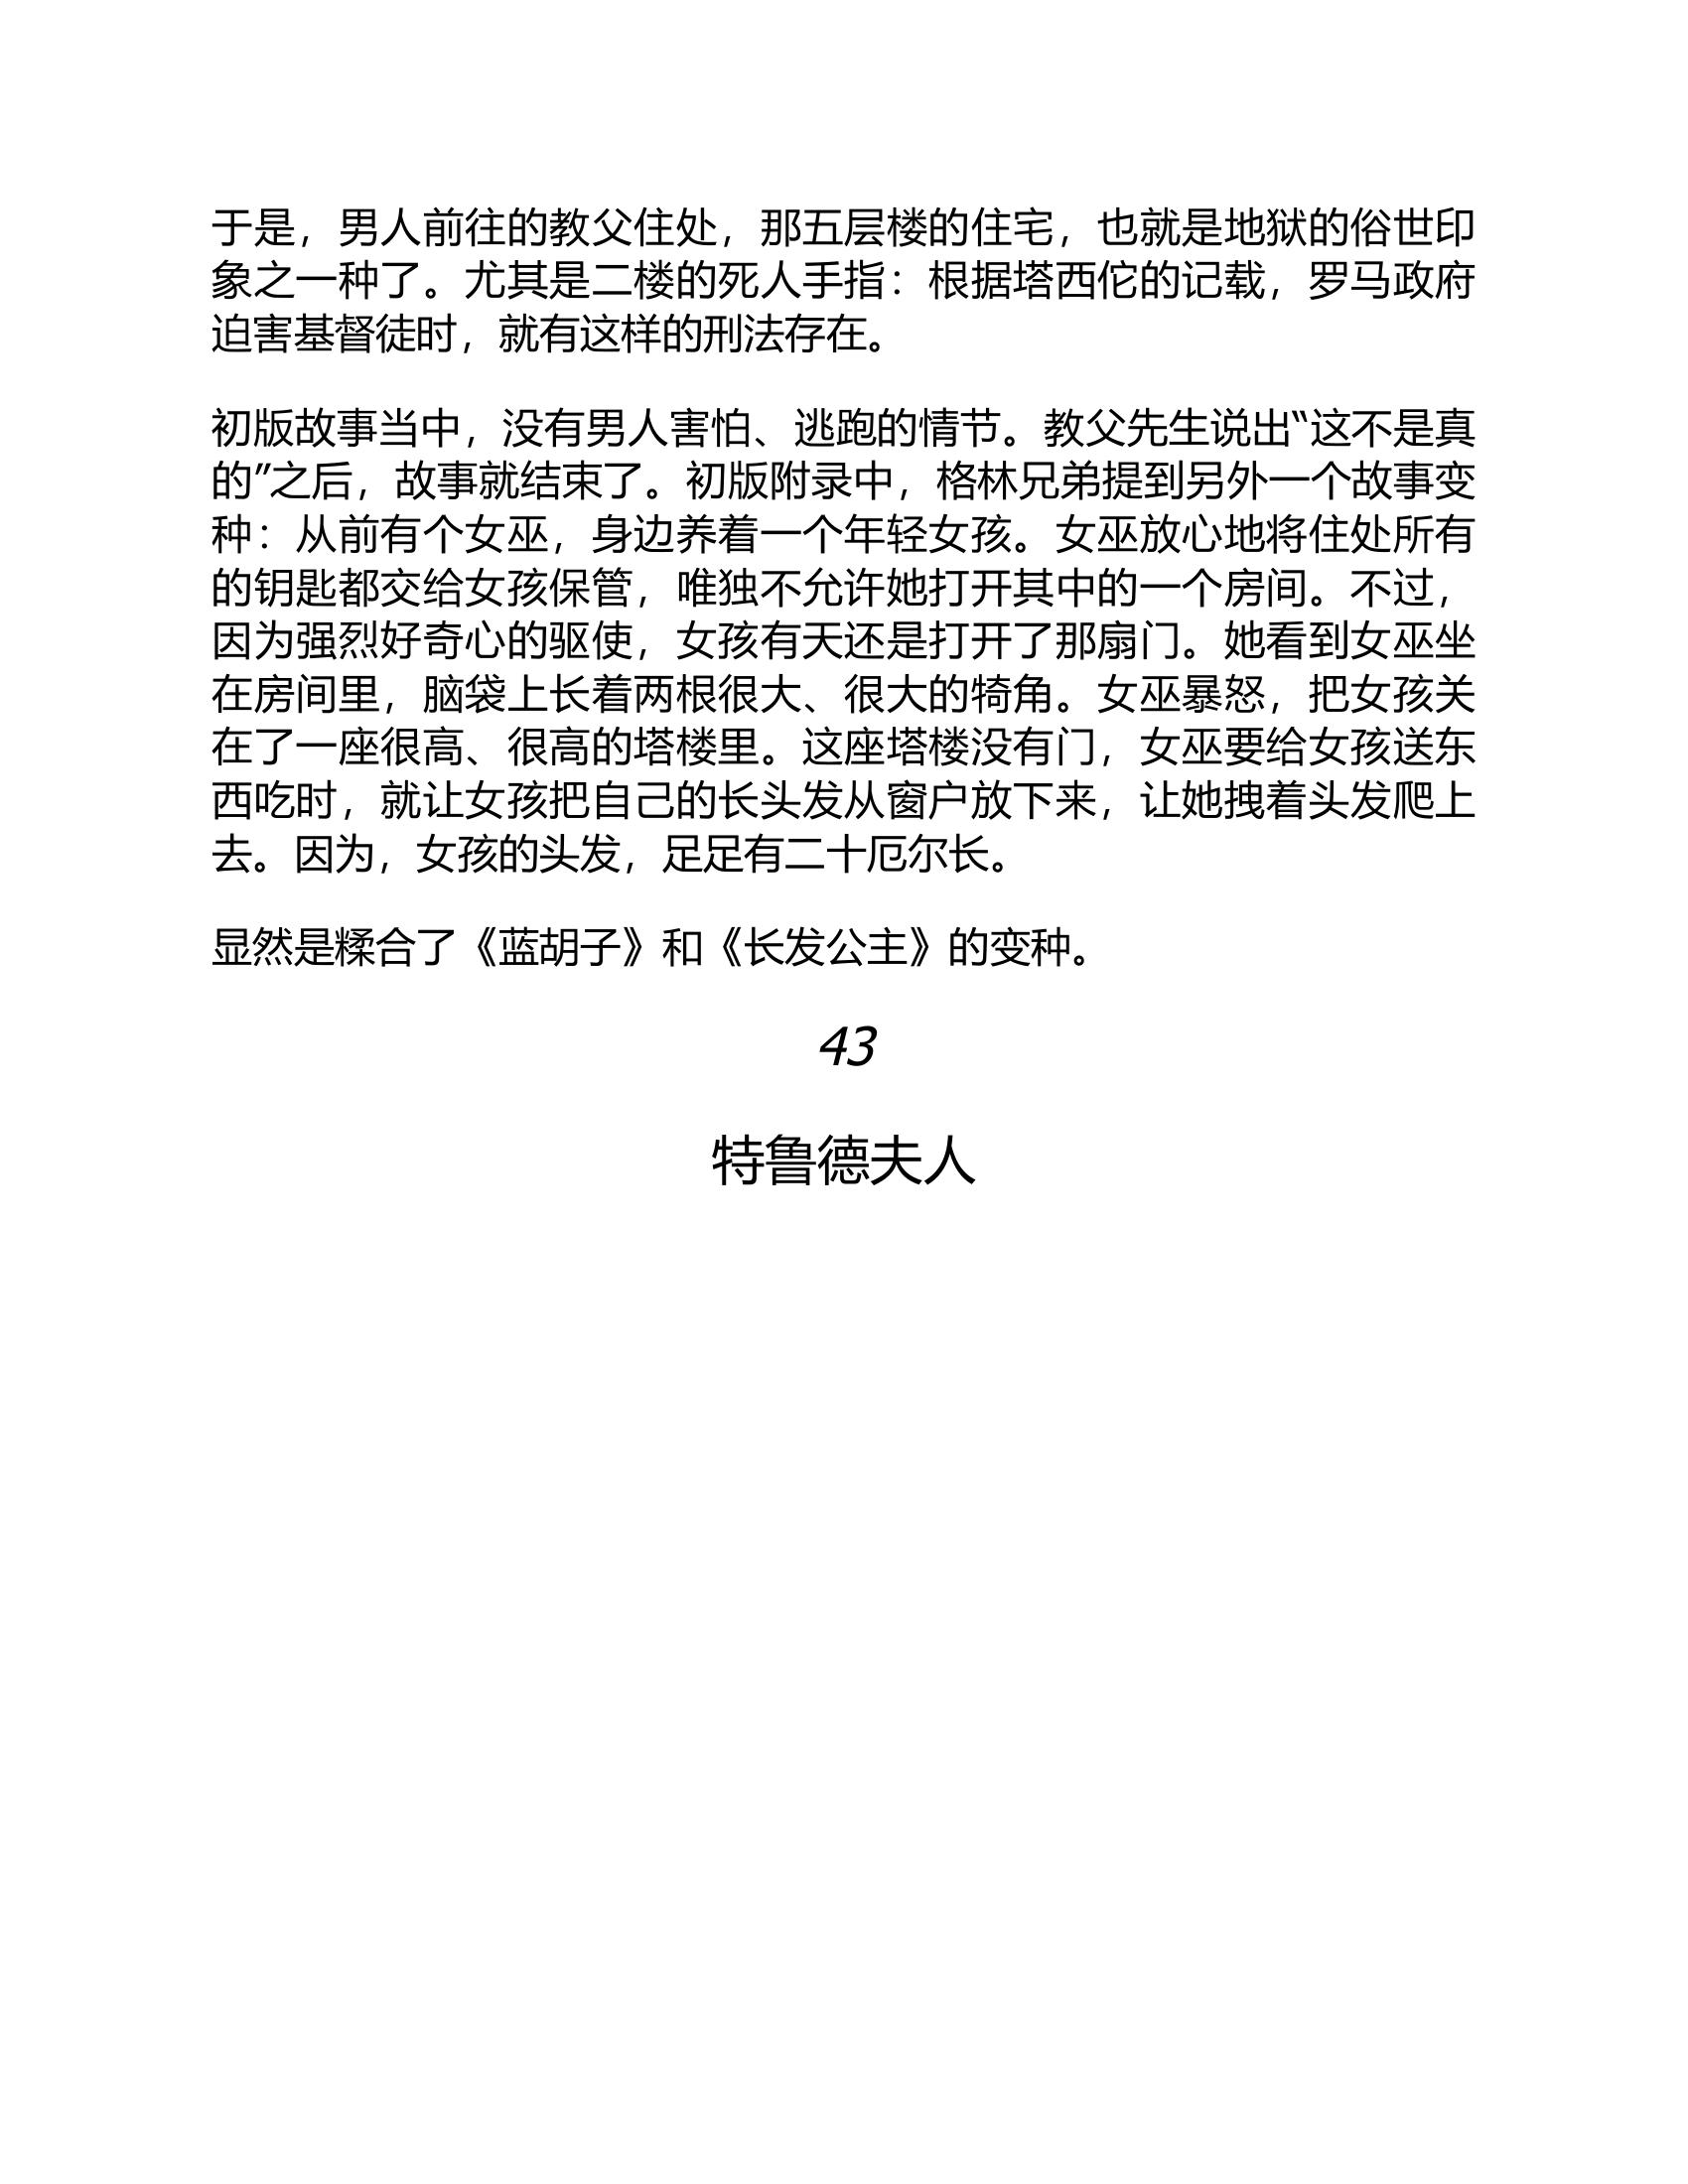 于是，男人前往的教父住处，那五层楼的住宅，也就是地狱的俗世印
象之一种了。尤其是二楼的死人手指：根据塔西佗的记载，罗马政府
迫害基督徒时，就有这样的刑法存在。
初版故事当中，没有男人害怕、逃跑的情节。教父先生说出“这不是真
的”之后，故事就结束了。初版附录中，格林兄弟提到另外一个故事变
种：从前有个女巫，身边养着一个年轻女孩。女巫放心地将住处所有
的钥匙都交给女孩保管，唯独不允许她打开其中的一个房间。不过，
因为强烈好奇心的驱使，女孩有天还是打开了那扇门。她看到女巫坐
在房间里，脑袋上长着两根很大、很大的犄角。女巫暴怒，把女孩关
在了一座很高、很高的塔楼里。这座塔楼没有门，女巫要给女孩送东
西吃时，就让女孩把自己的长头发从窗户放下来，让她拽着头发爬上
去。因为，女孩的头发，足足有二十厄尔长。
显然是糅合了《蓝胡子》和《长发公主》的变种。
43
特鲁德夫人